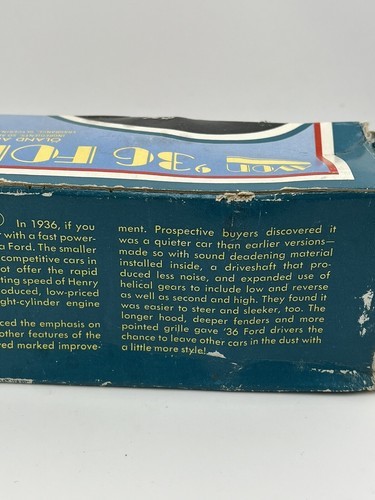 WCD '36 FOR
In 1936, if you
with a fast power-
a Ford. The smaller
competitive cars in
ot offer the rapid
ting speed of Henry
oduced, low-priced
ght-cylinder engine
ced the emphasis on
other features of the
ved marked improve-
ment. Prospective buyers discovered it
was a quieter car than earlier versions—
made so with sound deadening material
installed inside, a driveshaft that pro-
duced less noise, and expanded use of
helical gears to include low and reverse
as well as second and high. They found it
was easier to steer and sleeker, too. The
longer hood, deeper fenders and more
pointed grille gave '36 Ford drivers the
chance to leave other cars in the dust with
a little more style!